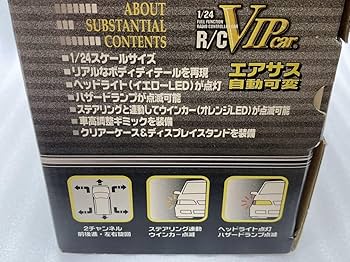 ABOUT
SUBSTANTIAL
CONTENTS
1/24
FULL FUNCTION
RADIO CONTROLLED CAR
R/C VIP car.
エアサス
自動可変
■1/24スケールサイズ
■リアルなボディディテールを再現
■ヘッドライト(イエローLED)が点灯
■ハザードランプが点滅可能
■ステアリングと連動してウインカー(オレンジLED)が点滅可能
■車高調整ギミックを装備
■クリアーケース&ディスプレイスタンドを装備
2チャンネル
前後進・左右旋回
ステアリング連動
ウインカー点滅
ヘッドライト点灯
ハザードランプ点滅